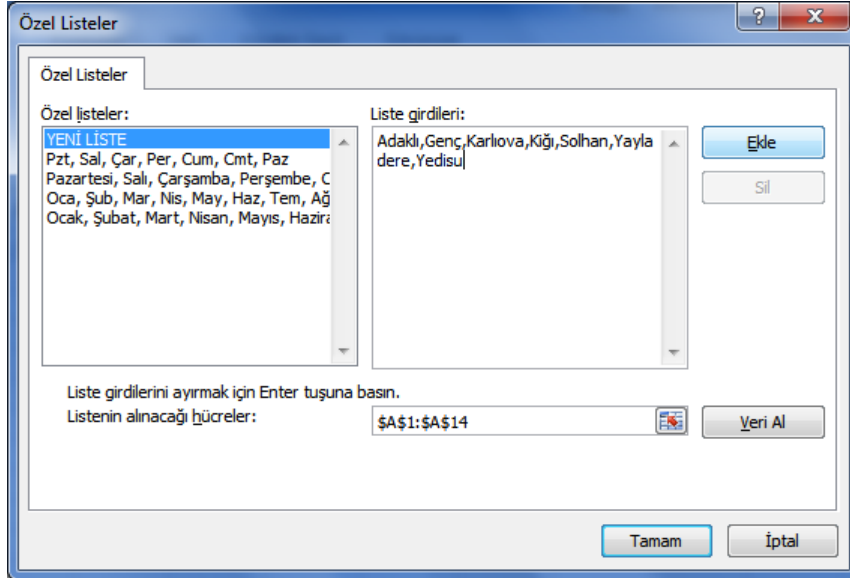 Özel Listeler
?
x
Özel Listeler
Özel listeler:
YENİ LİSTE
Pzt, Sal, Çar, Per, Cum, Cmt, Paz
Pazartesi, Salı, Çarşamba, Perşembe, C
Oca, Şub, Mar, Nis, May, Haz, Tem, Ağ
Ocak, Şubat, Mart, Nisan, Mayıs, Hazira
Liste girdileri:
Adaklı,Genç,Karlıova,Kiğı,Solhan,Yayla
dere,Yedisu
Ekle
Sil
Liste girdilerini ayırmak için Enter tuşuna basın.
Listenin alınacağı hücreler:
$A$1:$A$14
Veri Al
Tamam
İptal